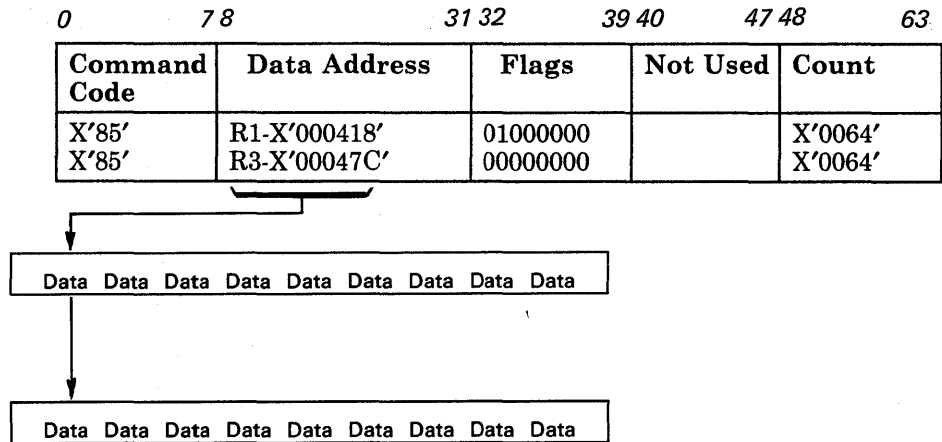 0 7 8 31 32 39 40 47 48 63
Command Code Data Address Flags Not Used Count
X′85′ R1-X′000418′ 01000000 X′0064′
X′85′ R3-X′00047C′ 00000000 X′0064′
Data Data Data Data Data Data Data Data Data
Data Data Data Data Data Data Data Data Data